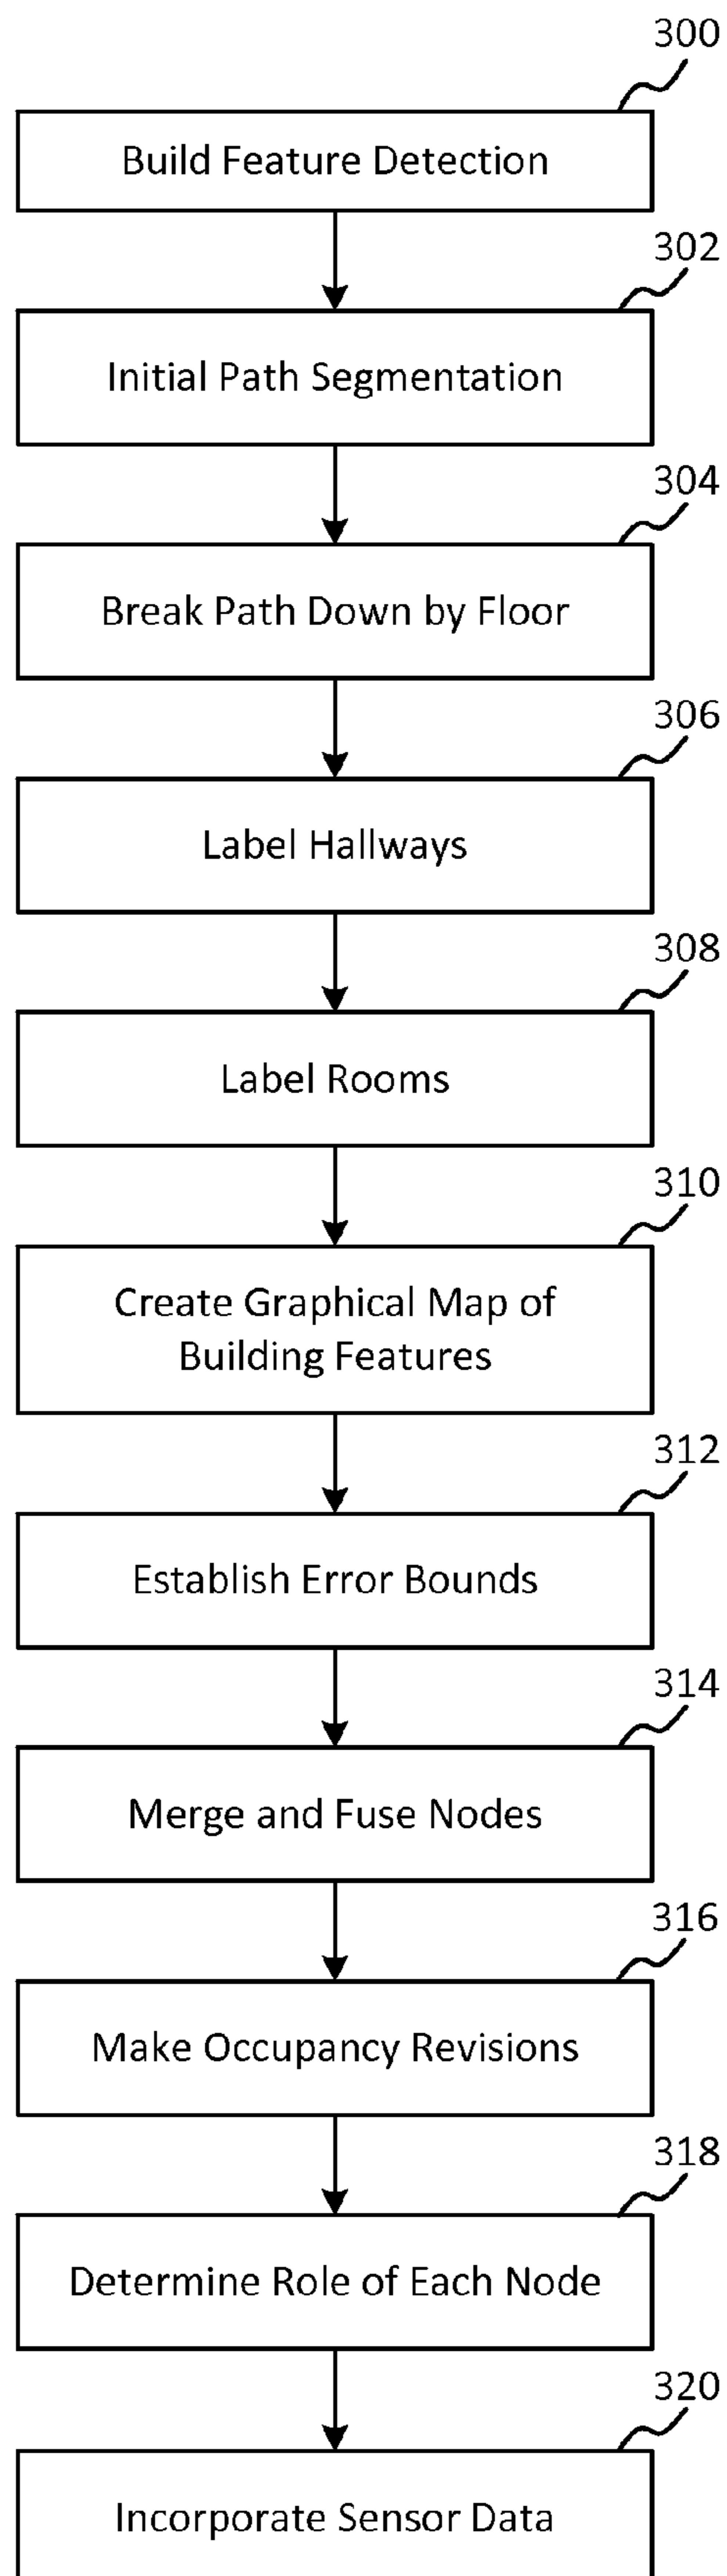 300
Build Feature Detection
302
Initial Path Segmentation
304
Break Path Down by Floor
306
Label Hallways
308
Label Rooms
310
Create Graphical Map of
Building Features
312
Establish Error Bounds
314
Merge and Fuse Nodes
316
Make Occupancy Revisions
318
Determine Role of Each Node
320
Incorporate Sensor Data